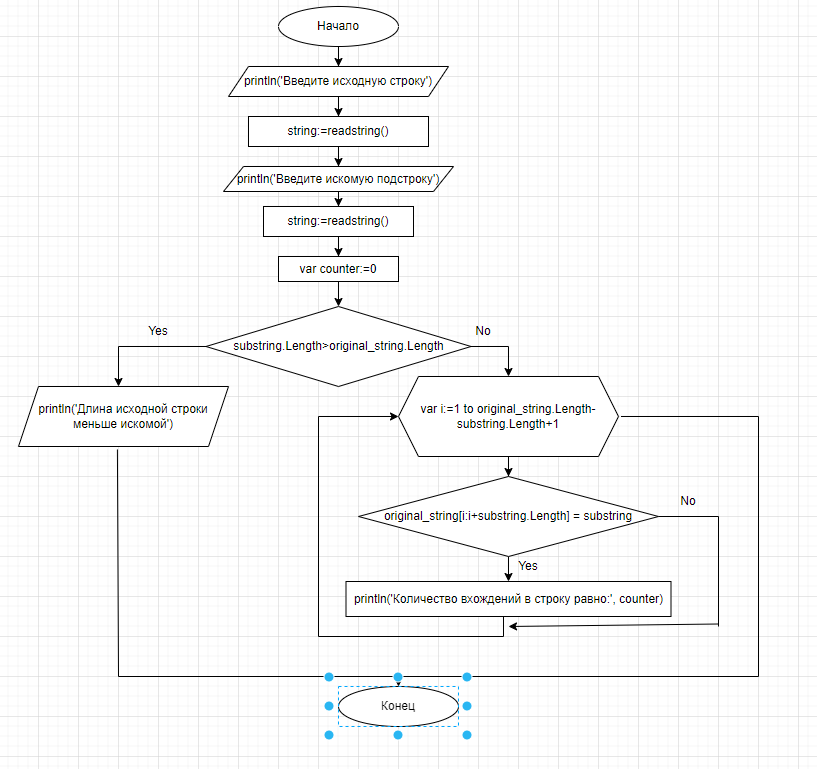 Начало
println('Введите исходную строку')
string:=readstring()
println('Введите искомую подстроку')
string:=readstring()
var counter:=0
Yes
No
substring.Length>original_string.Length
println('Длина исходной строки
меньше искомой')
var i:=1 to original_string.Length-
substring.Length+1
No
original_string[i:i+substring.Length] = substring
Yes
println('Количество вхождений в строку равно:', counter)
Конец